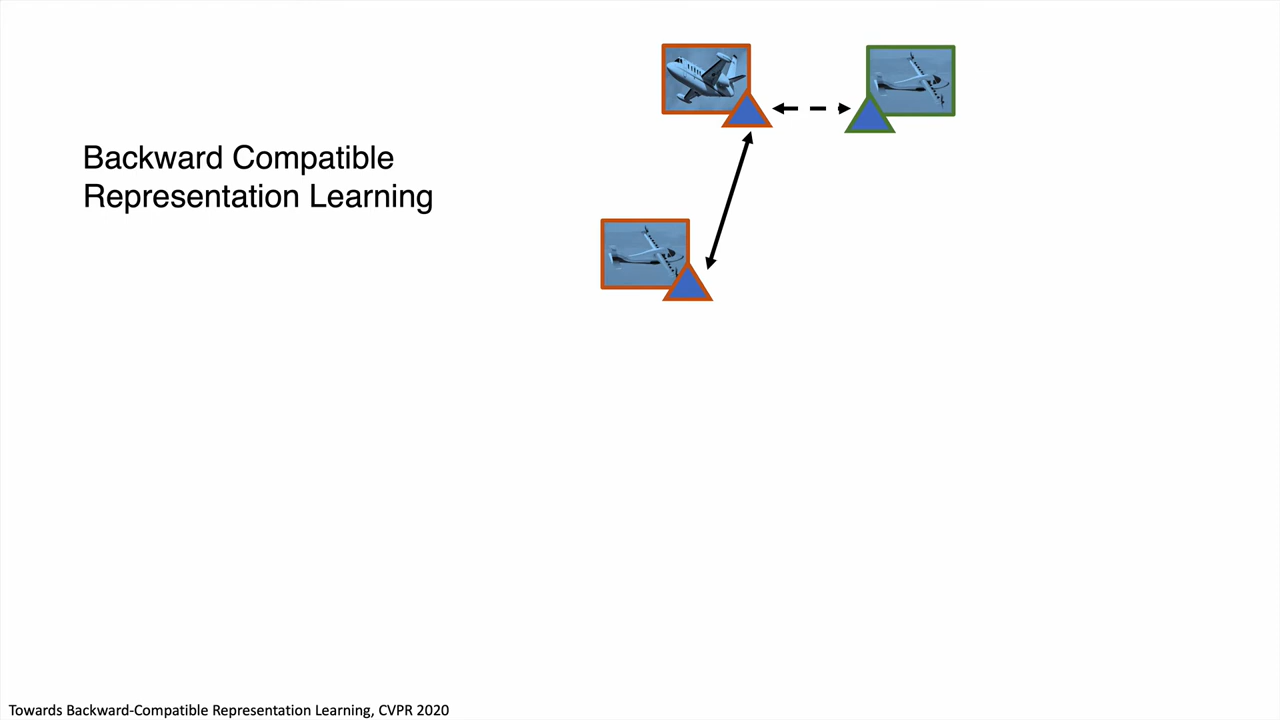 Backward Compatible
Representation Learning
Towards Backward-Compatible Representation Learning, CVPR 2020